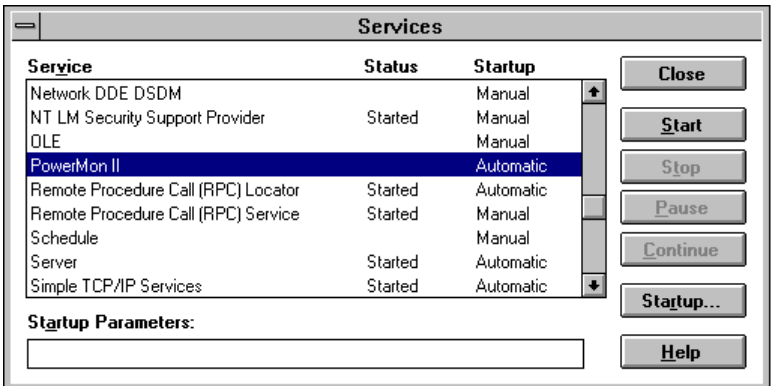 Services
Service Status Startup
Network DDE DSDM Manual
NT LM Security Support Provider Started Manual
OLE Manual
PowerMon II Automatic
Remote Procedure Call (RPC) Locator Started Automatic
Remote Procedure Call (RPC) Service Started Manual
Schedule Manual
Server Started Automatic
Simple TCP/IP Services Started Automatic
Startup Parameters:
Close
Start
Stop
Pause
Continue
Startup...
Help